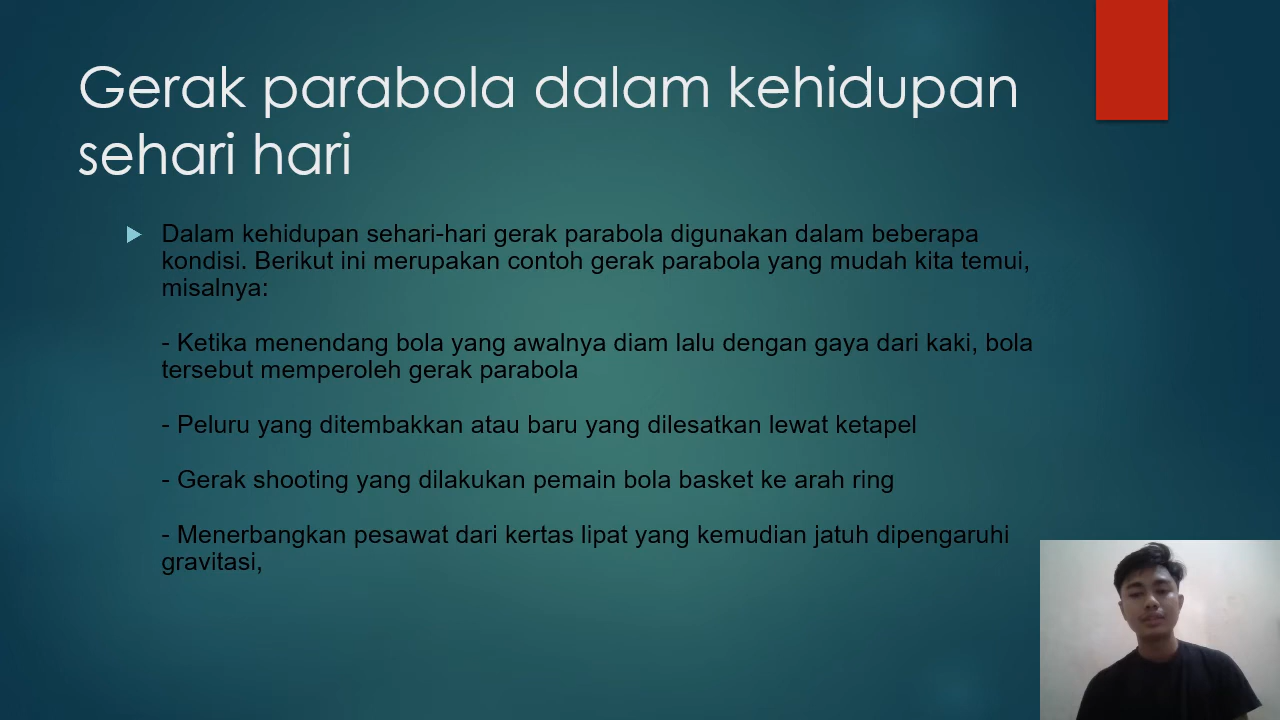 Gerak parabola dalam kehidupan
sehari hari
Dalam kehidupan sehari-hari gerak parabola digunakan dalam beberapa
kondisi. Berikut ini merupakan contoh gerak parabola yang mudah kita temui,
misalnya:
- Ketika menendang bola yang awalnya diam lalu dengan gaya dari kaki, bola
tersebut memperoleh gerak parabola
- Peluru yang ditembakkan atau baru yang dilesatkan lewat ketapel
- Gerak shooting yang dilakukan pemain bola basket ke arah ring
- Menerbangkan pesawat dari kertas lipat yang kemudian jatuh dipengaruhi
gravitasi,